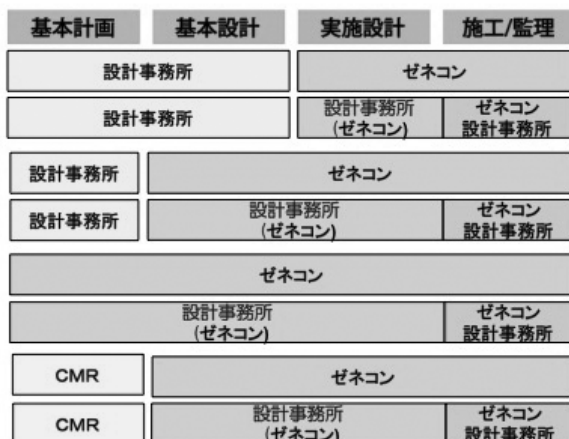 基本計画 基本設計 実施設計 施工/監理
設計事務所 ゼネコン
設計事務所 設計事務所 ゼネコン
(ゼネコン) 設計事務所
設計事務所 ゼネコン
設計事務所 設計事務所 ゼネコン
(ゼネコン) 設計事務所
ゼネコン
設計事務所 ゼネコン
(ゼネコン) 設計事務所
CMR ゼネコン
CMR 設計事務所 ゼネコン
(ゼネコン) 設計事務所